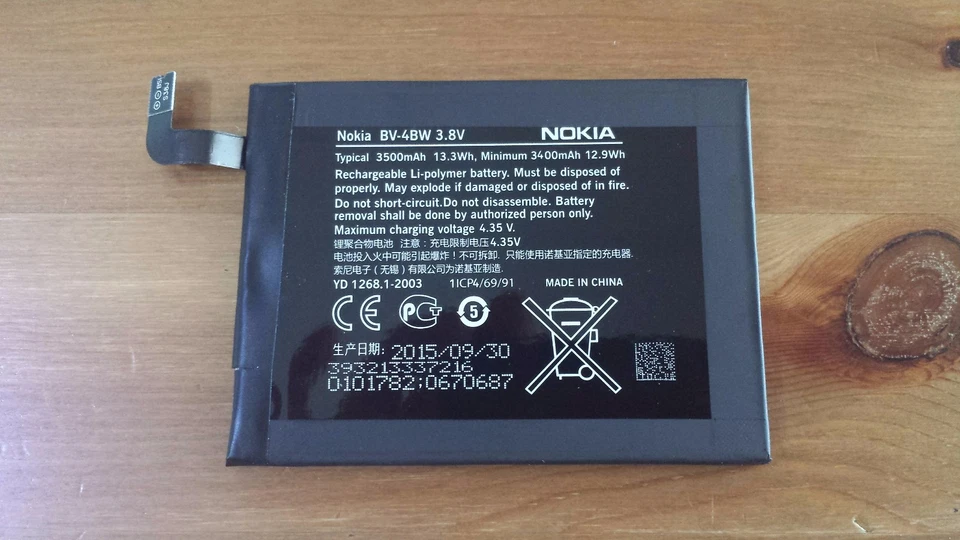 Nokia BV-4BW 3.8V NOKIA
Typical 3500mAh 13.3Wh, Minimum 3400mAh 12.9Wh
Rechargeable Li-polymer battery. Must be disposed of
properly. May explode if damaged or disposed of in fire.
Do not short-circuit.Do not disassemble. Battery
removal shall be done by authorized person only.
Maximum charging voltage 4.35 V.
锂聚合物电池 注意：充电限制电压4.35V
电池投入火中可能引起爆炸！不可拆卸. 只能使用诺基亚指定的充电器.
索尼电子（无锡）有限公司为诺基亚制造.
YD 1268.1-2003 1ICP4/69/91 MADE IN CHINA
CE PCT 5
生产日期: 2015/09/30
393213337216
0101782;0670687